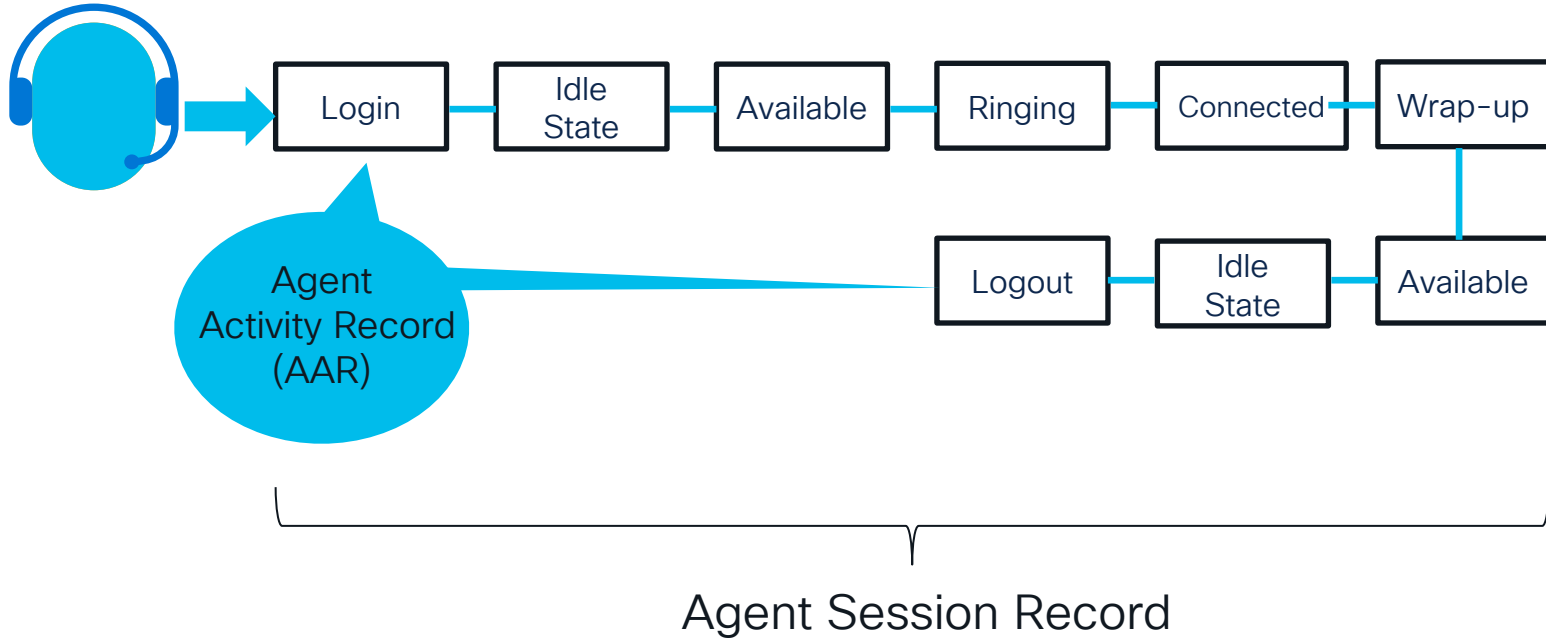 Login
Idle
State
Available
Ringing
Connected
Wrap-up
Agent
Activity Record
(AAR)
Logout
Idle
State
Available
Agent Session Record